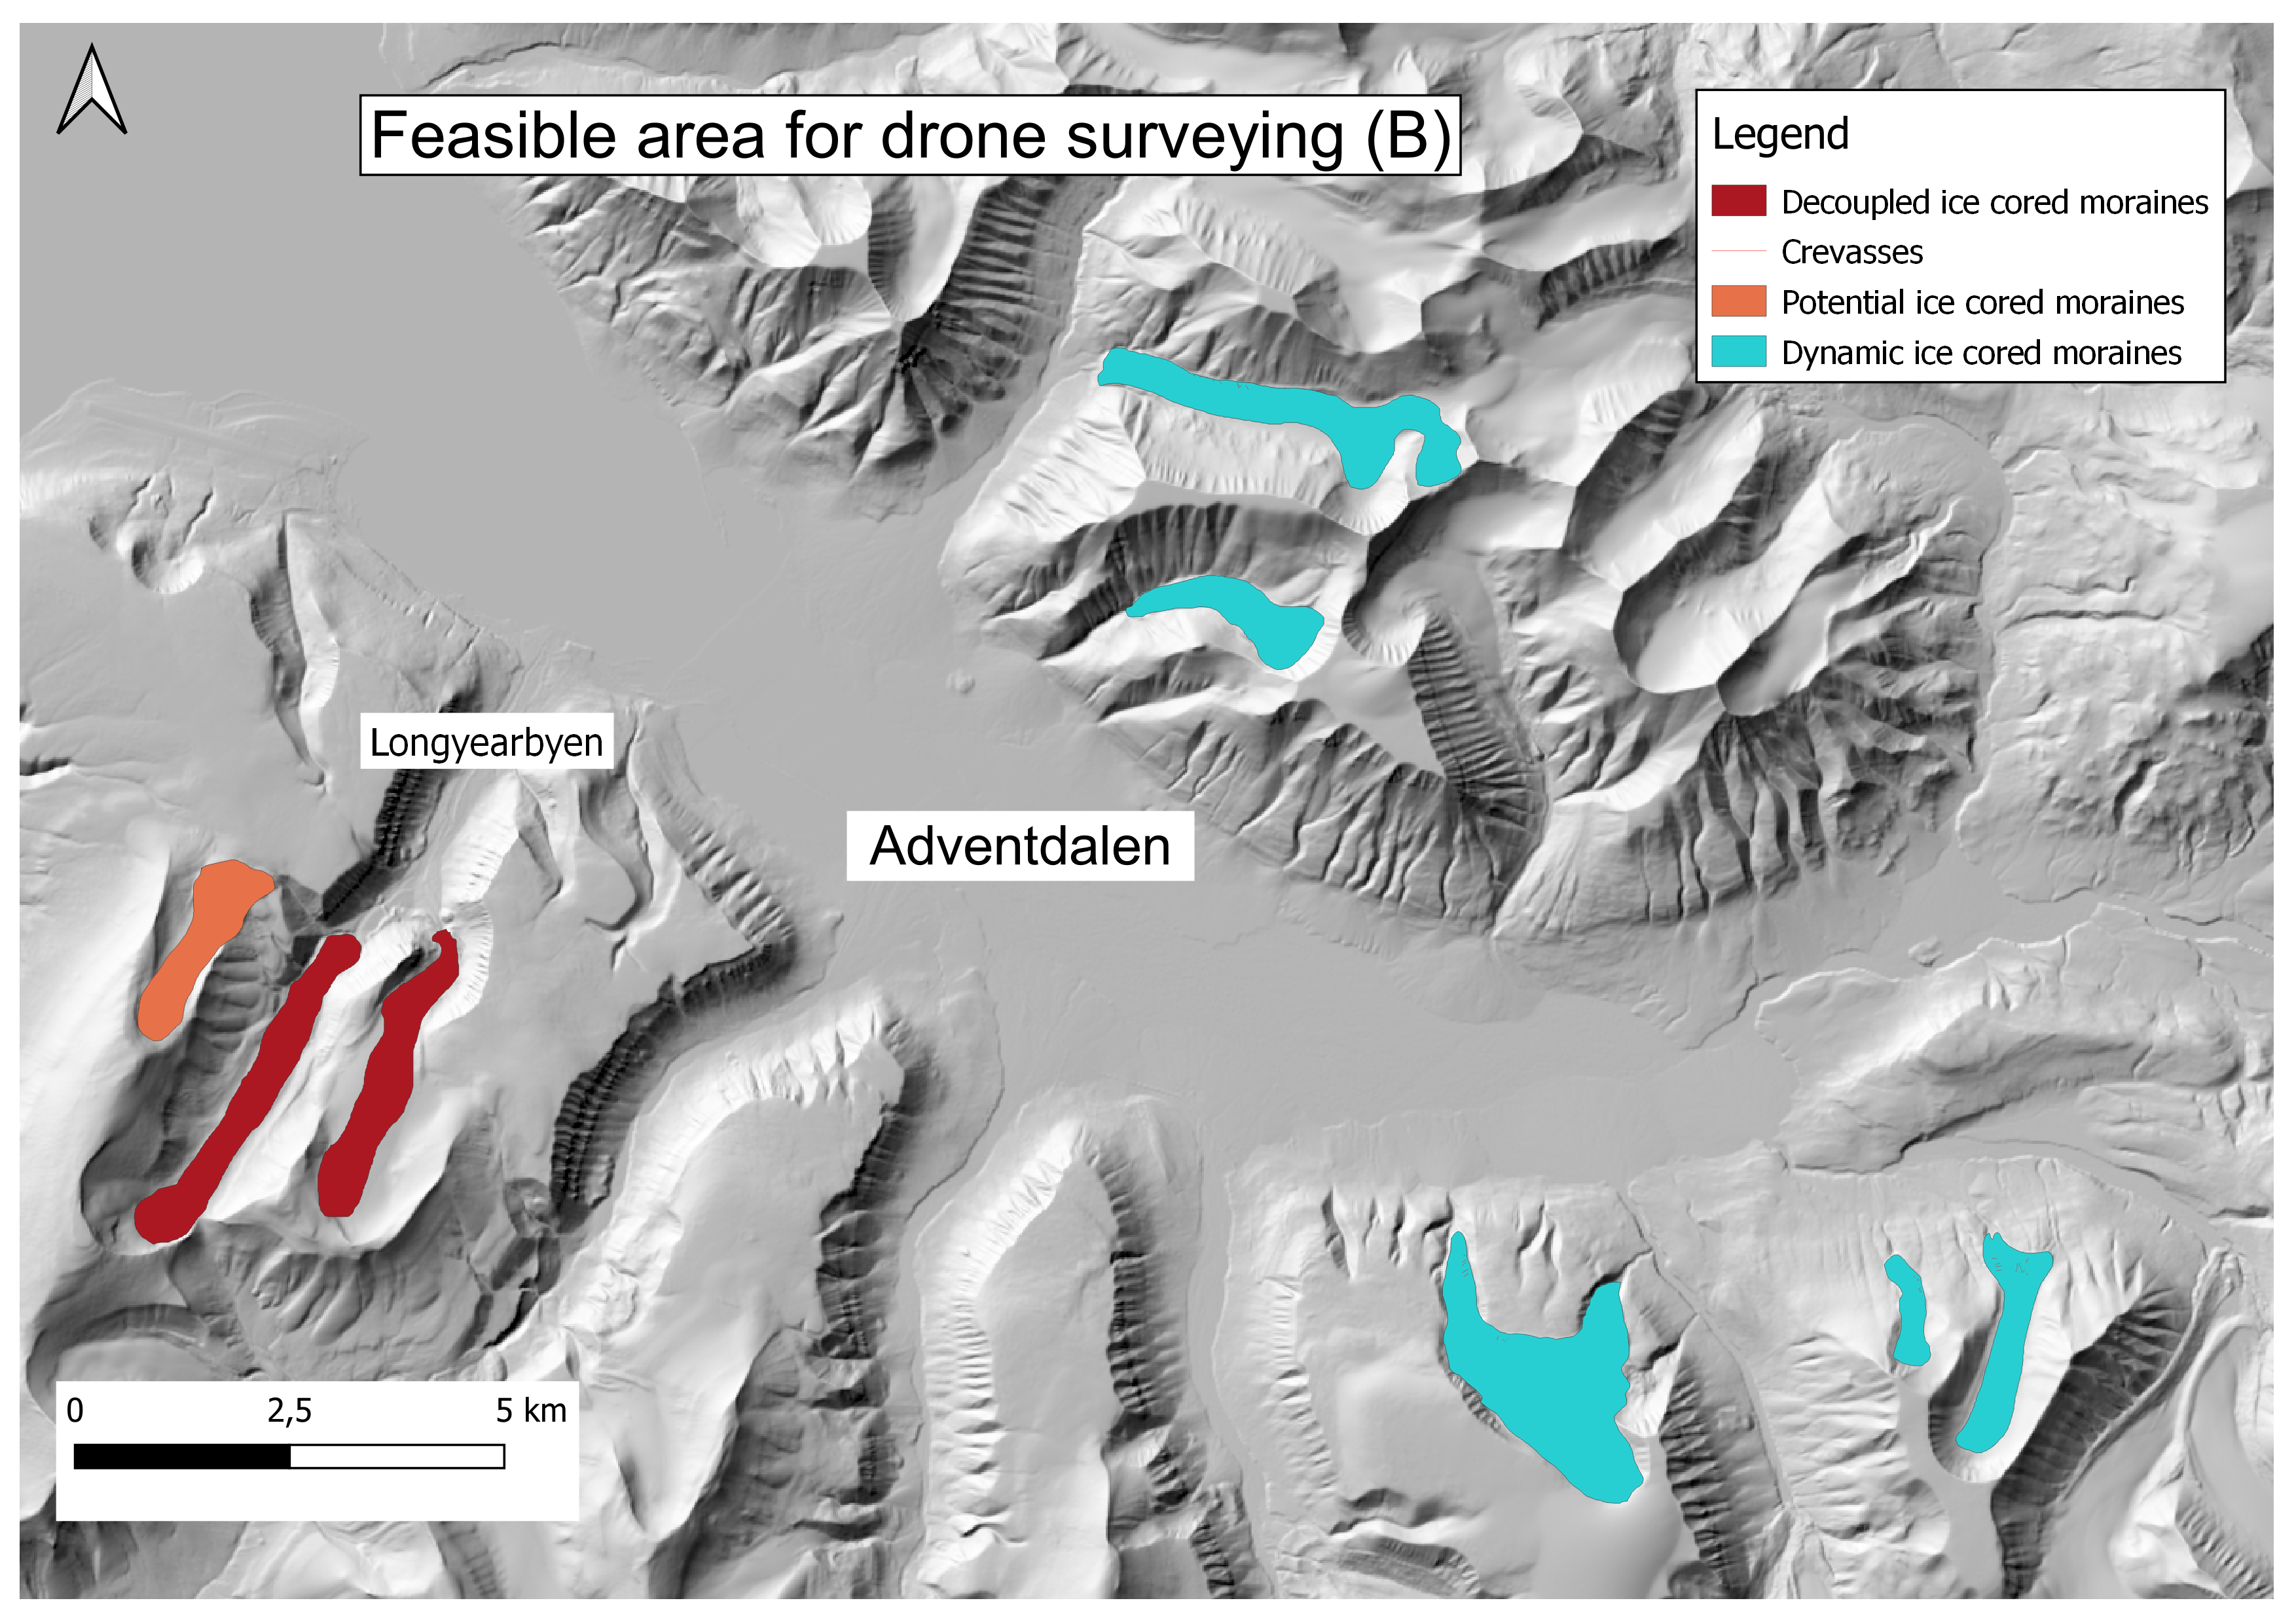 Feasible area for drone surveying (B)
Legend
Decoupled ice cored moraines
Crevasses
Potential ice cored moraines
Dynamic ice cored moraines
Longyearbyen
Adventdalen
0 2,5 5 km